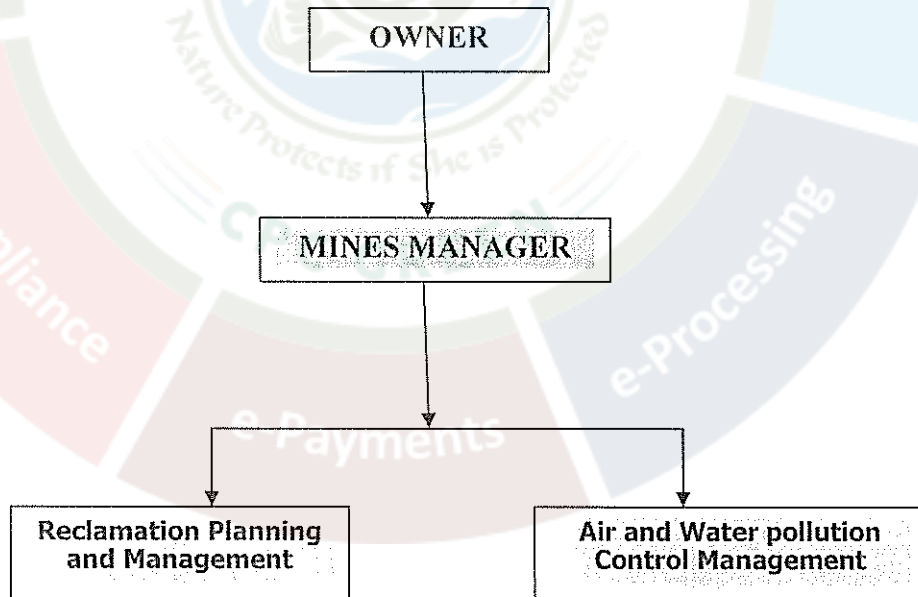 OWNER
Nature Protects if She is Protected
MINES MANAGER
pliance
e-Payments
e-Processing
Reclamation Planning
and Management
Air and Water pollution
Control Management